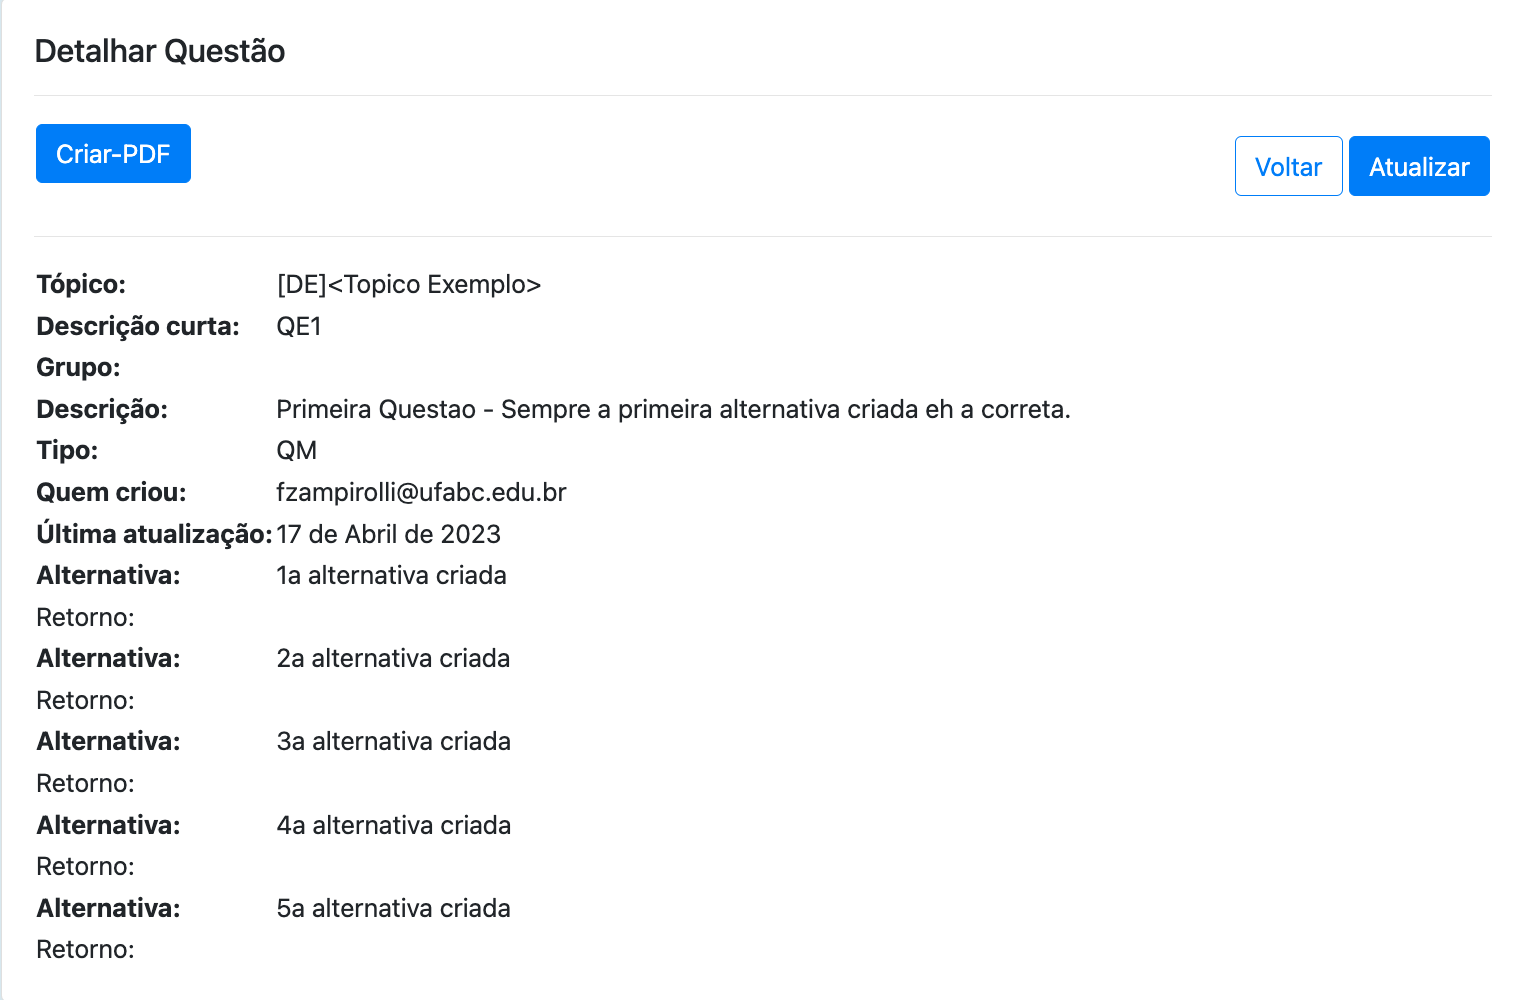 Detalhar Questão
Criar-PDF
Voltar Atualizar
Tópico: [DE]<Topico Exemplo>
Descrição curta: QE1
Grupo:
Descrição: Primeira Questao - Sempre a primeira alternativa criada eh a correta.
Tipo: QM
Quem criou: fzampirolli@ufabc.edu.br
Última atualização: 17 de Abril de 2023
Alternativa: 1a alternativa criada
Retorno:
Alternativa: 2a alternativa criada
Retorno:
Alternativa: 3a alternativa criada
Retorno:
Alternativa: 4a alternativa criada
Retorno:
Alternativa: 5a alternativa criada
Retorno: